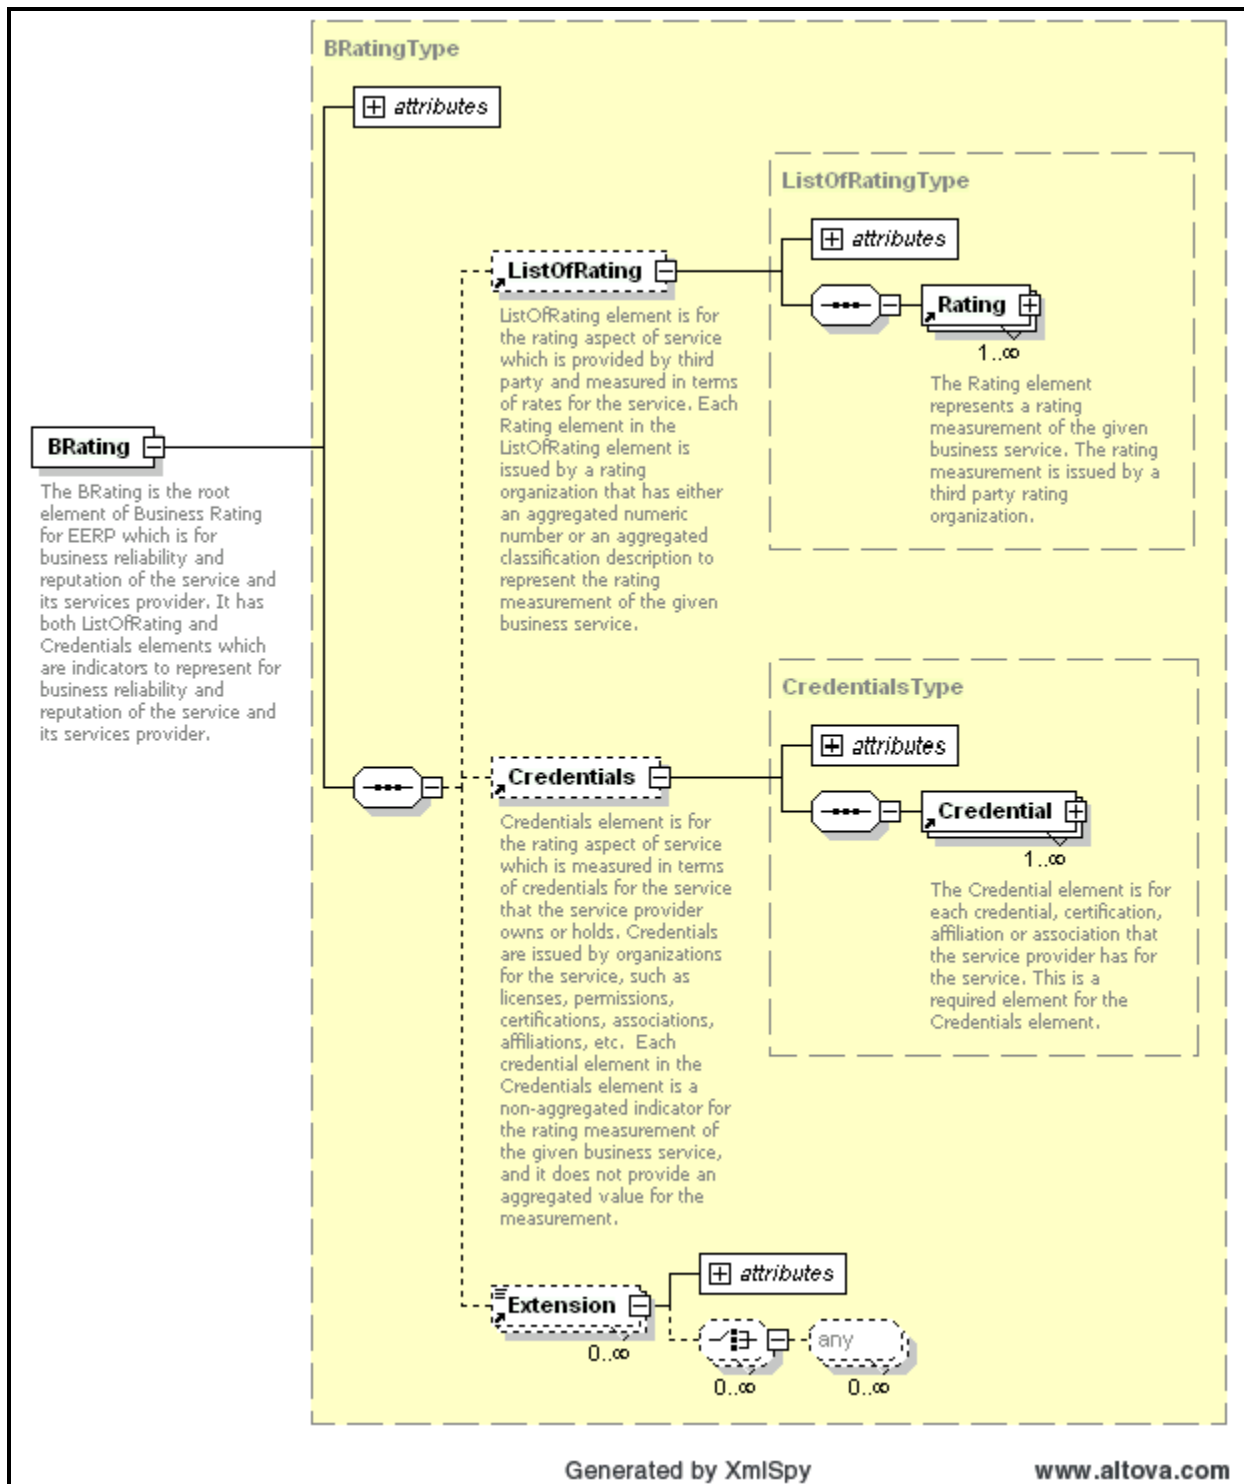 BRatingType
attributes
ListOfRatingType
attributes
ListOfRating
Rating
1..∞
ListOfRating element is for
the rating aspect of service
which is provided by third
party and measured in terms
of rates for the service. Each
Rating element in the
ListOfRating element is
issued by a rating
organization that has either
an aggregated numeric
number or an aggregated
classification description to
represent the rating
measurement of the given
business service.
The Rating element
represents a rating
measurement of the given
business service. The rating
measurement is issued by a
third party rating
organization.
BRating
The BRating is the root
element of Business Rating
for EERP which is for
business reliability and
reputation of the service and
its services provider. It has
both ListOfRating and
Credentials elements which
are indicators to represent for
business reliability and
reputation of the service and
its services provider.
CredentialsType
attributes
Credentials
Credential
1..∞
Credentials element is for
the rating aspect of service
which is measured in terms
of credentials for the service
that the service provider
owns or holds. Credentials
are issued by organizations
for the service, such as
licenses, permissions,
certifications, associations,
affiliations, etc.  Each
credential element in the
Credentials element is a
non-aggregated indicator for
the rating measurement of
the given business service,
and it does not provide an
aggregated value for the
measurement.
The Credential element is for
each credential, certification,
affiliation or association that
the service provider has for
the service. This is a
required element for the
Credentials element.
attributes
Extension
0..∞
any
0..∞
0..∞
Generated by XmlSpy
www.altova.com